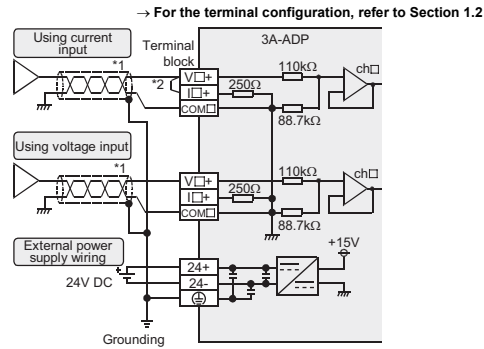 → For the terminal configuration, refer to Section 1.2
Using current
input
Terminal
block
3A-ADP
*1
*2
V□+
I□+
COM□
250Ω
110kΩ
88.7kΩ
ch□
Using voltage input
*1
V□+
I□+
COM□
250Ω
110kΩ
88.7kΩ
ch□
External power
supply wiring
24V DC
+
24+
24-
+15V
Grounding